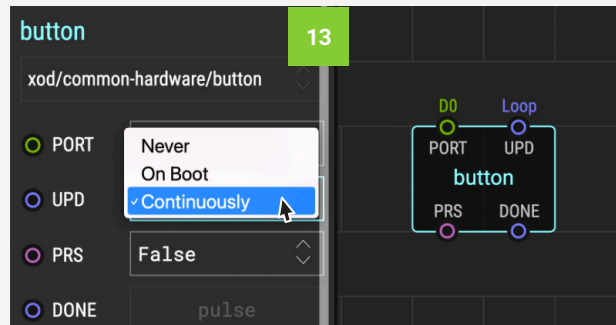 button
13
xod/common-hardware/button
PORT
Never
On Boot
✓Continuously
UPD
PRS
False
DONE
pulse
D0 Loop
PORT UPD
button
PRS DONE